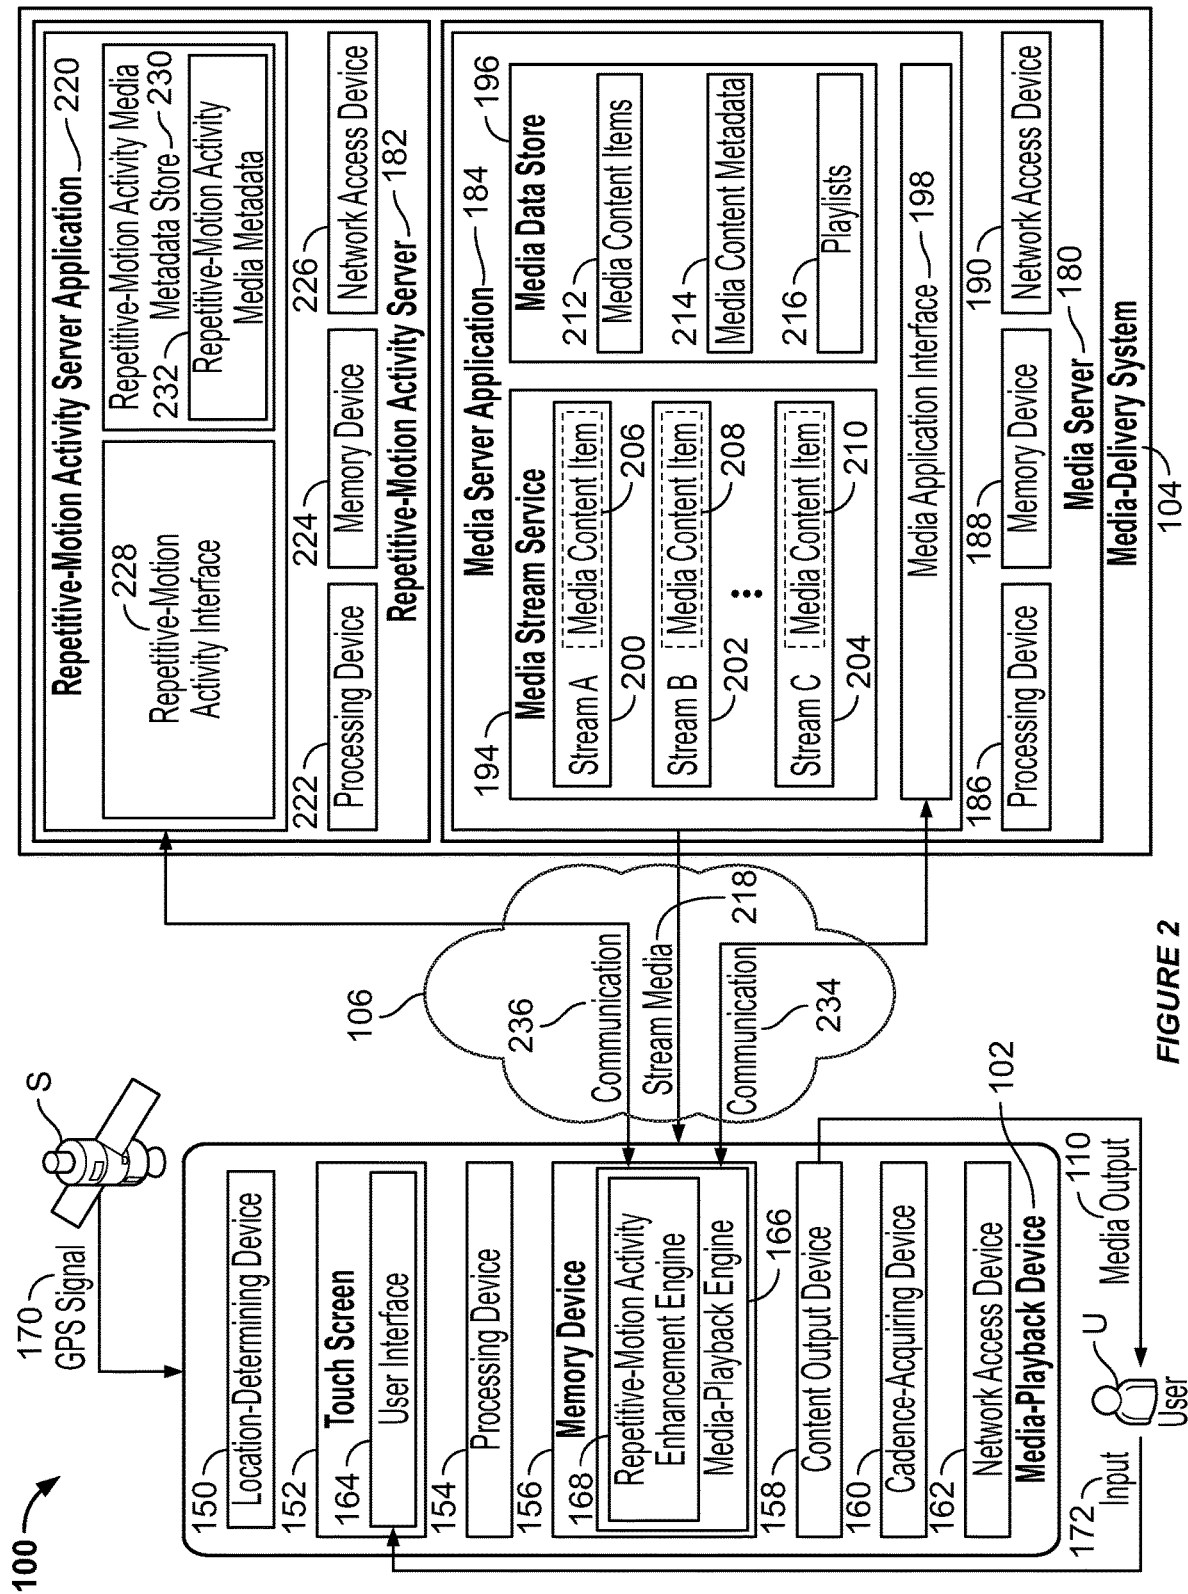 100
S
170
GPS Signal
150
Location-Determining Device
152
Touch Screen
164
User Interface
154
Processing Device
156
Memory Device
168
Repetitive-Motion Activity
Enhancement Engine
Media-Playback Engine
166
158
Content Output Device
160
Cadence-Acquiring Device
162
Network Access Device
Media-Playback Device
102
172
Input
U
User
110
Media Output
106
236
Communication
Stream Media
218
Communication
234
Repetitive-Motion Activity Server Application
220
228
Repetitive-Motion
Activity Interface
Repetitive-Motion Activity Media
Metadata Store
230
232
Repetitive-Motion Activity
Media Metadata
222
Processing Device
224
Memory Device
226
Network Access Device
Repetitive-Motion Activity Server
182
Media Server Application
184
194
Media Stream Service
Stream A
Media Content Item
200
206
Stream B
Media Content Item
202
208
Stream C
Media Content Item
204
210
Media Data Store
196
212
Media Content Items
214
Media Content Metadata
216
Playlists
Media Application Interface
198
186
Processing Device
188
Memory Device
190
Network Access Device
Media Server
180
Media-Delivery System
104
FIGURE 2